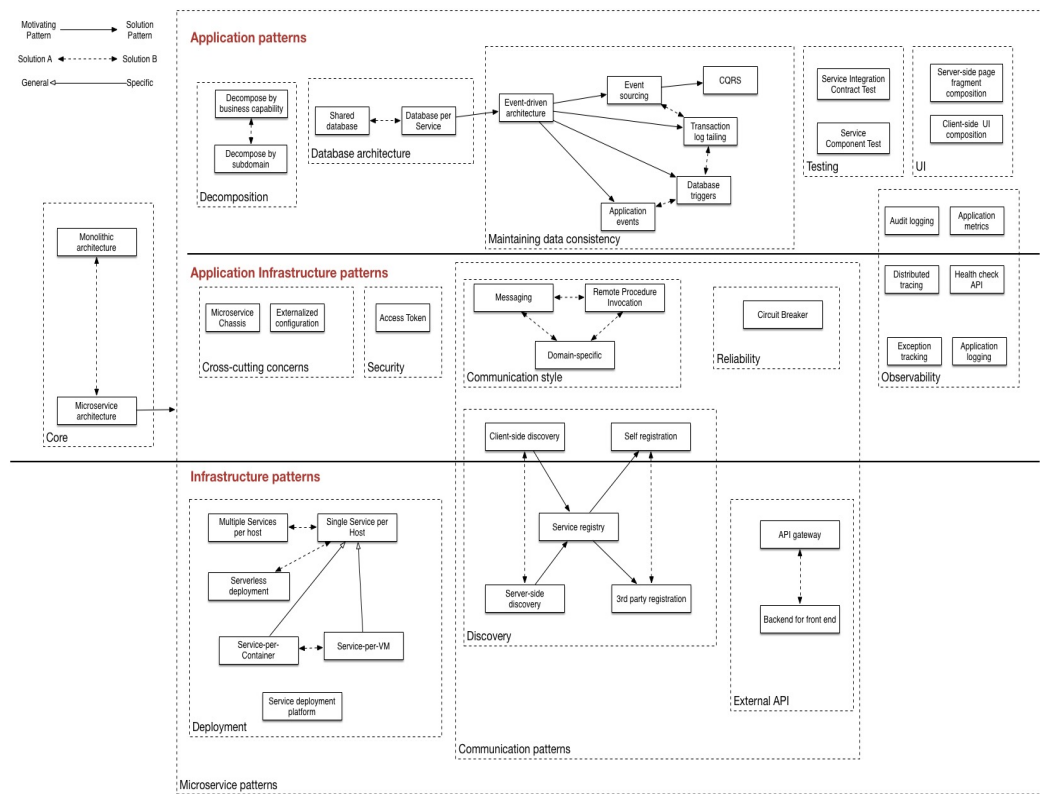 Motivating
Pattern
Solution
Pattern
Solution A
Solution B
General
Specific
Application patterns
Decompose by
business capability
Decompose by
subdomain
Decomposition
Shared
database
Database per
Service
Database architecture
Event-driven
architecture
Event
sourcing
CQRS
Transaction
log tailing
Database
triggers
Application
events
Maintaining data consistency
Service Integration
Contract Test
Service
Component Test
Testing
Server-side page
fragment
composition
Client-side UI
composition
UI
Monolithic
architecture
Microservice
architecture
Core
Application Infrastructure patterns
Microservice
Chassis
Externalized
configuration
Cross-cutting concerns
Access Token
Security
Messaging
Remote Procedure
Invocation
Domain-specific
Communication style
Circuit Breaker
Reliability
Audit logging
Application
metrics
Distributed
tracing
Health check
API
Exception
tracking
Application
logging
Observability
Client-side discovery
Self registration
Service registry
Server-side
discovery
3rd party registration
Discovery
Infrastructure patterns
Multiple Services
per host
Single Service per
Host
Serverless
deployment
Service-per-
Container
Service-per-VM
Service deployment
platform
Deployment
API gateway
Backend for front end
External API
Communication patterns
Microservice patterns